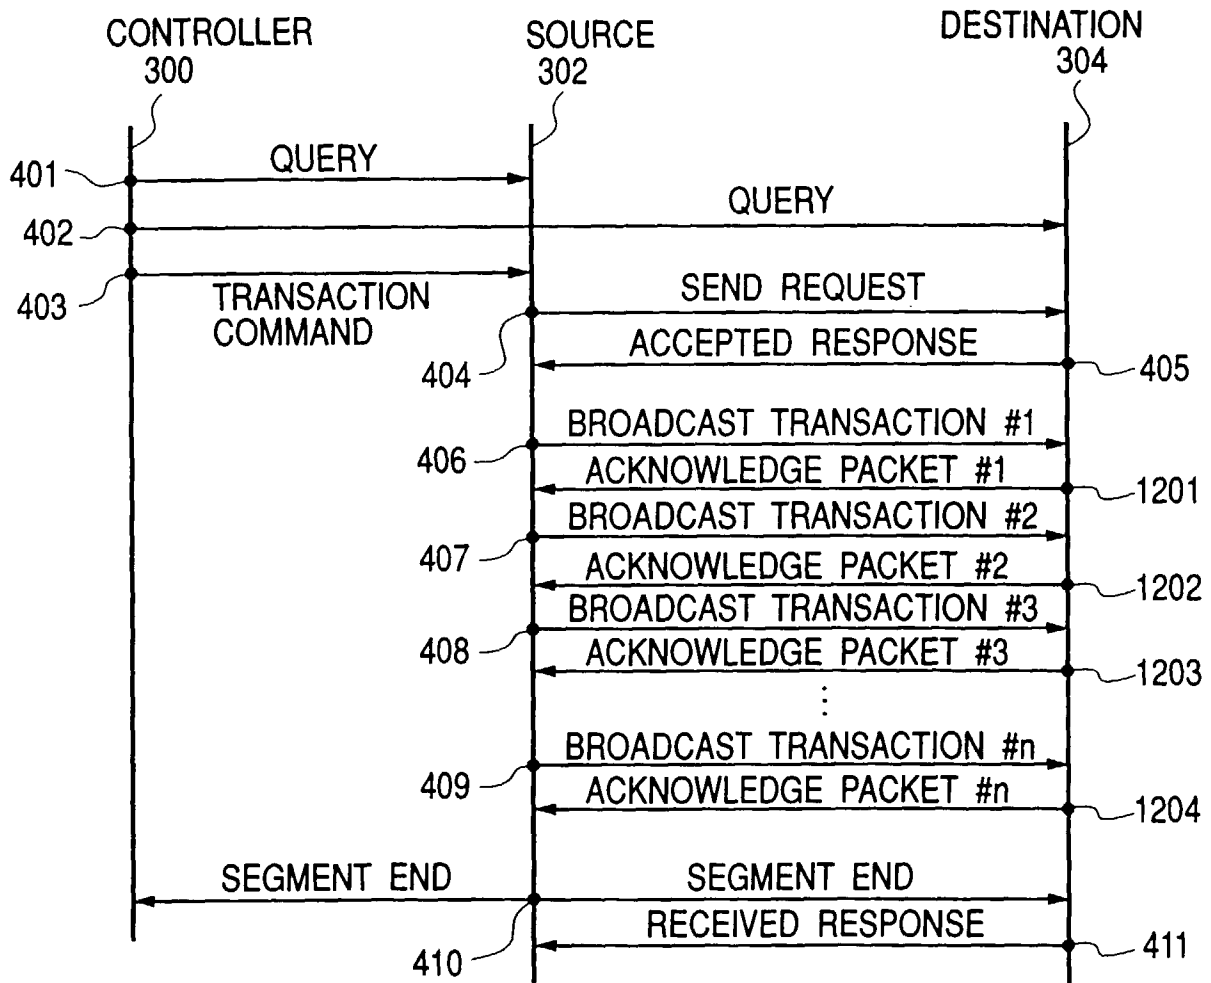 CONTROLLER
300
SOURCE
302
DESTINATION
304
401
QUERY
402
QUERY
403
TRANSACTION
COMMAND
404
SEND REQUEST
ACCEPTED RESPONSE
405
406
BROADCAST TRANSACTION #1
ACKNOWLEDGE PACKET #1
1201
407
BROADCAST TRANSACTION #2
ACKNOWLEDGE PACKET #2
1202
408
BROADCAST TRANSACTION #3
ACKNOWLEDGE PACKET #3
1203
409
BROADCAST TRANSACTION #n
ACKNOWLEDGE PACKET #n
1204
SEGMENT END
SEGMENT END
410
RECEIVED RESPONSE
411